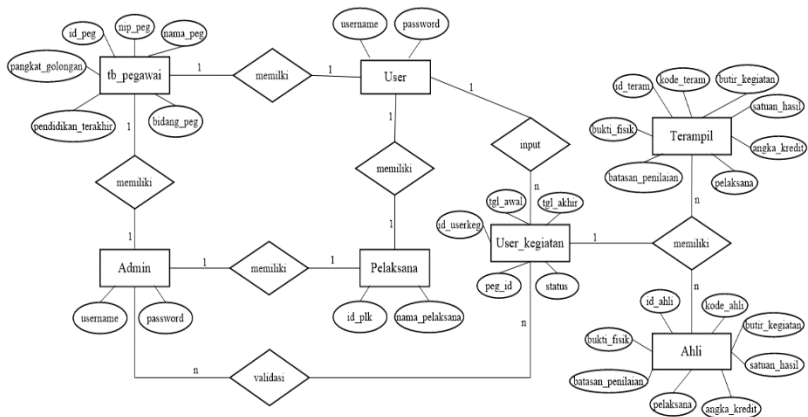 username
password
id_peg
nip_peg
nama_peg
pangkat_golongan
tb_pegawai
1
memilki
1
User
pendidikan_terakhir
bidang_peg
1
1
1
input
n
kode_teram
id_teram
butir_kegiatan
satuan_hasil
bukti_fisik
Terampil
angka_kredit
batasan_penilaian
pelaksana
n
memiliki
1
memiliki
1
tgl_awal
tgl_akhir
id_userkeg
User_kegiatan
1
memiliki
peg_id
status
n
Admin
1
memiliki
1
Pelaksana
username
password
id_plk
nama_pelaksana
n
id_ahli
kode_ahli
bukti_fisik
butir_kegiatan
Ahli
satuan_hasil
batasan_penilaian
pelaksana
angka_kredit
n
validasi